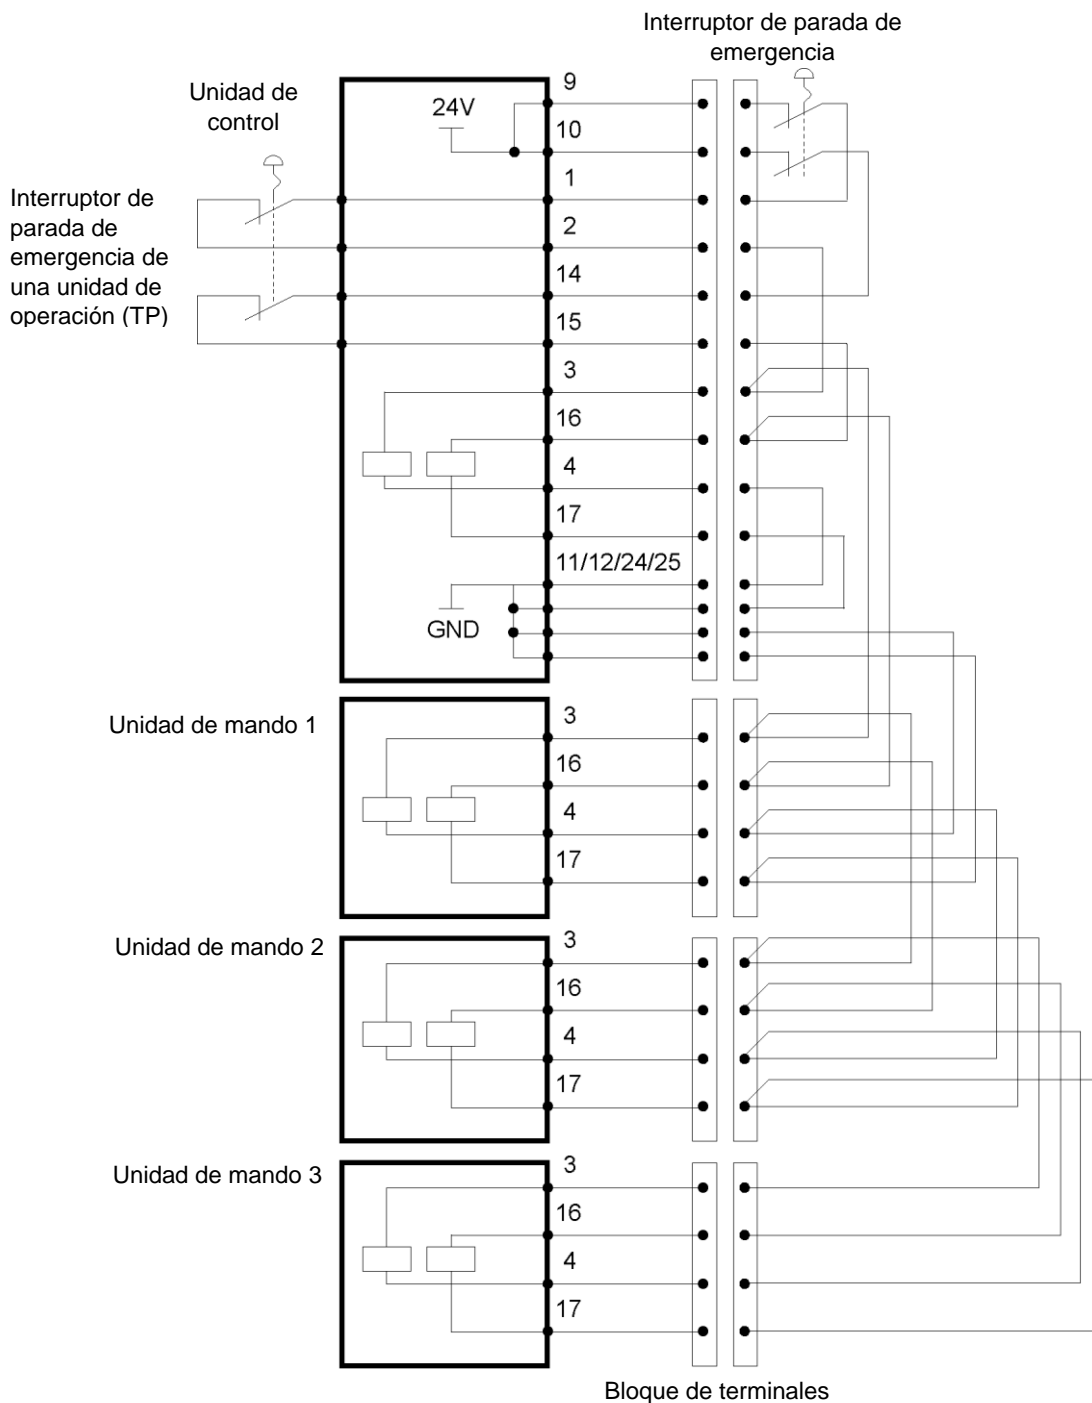 Interruptor de parada de
emergencia
Unidad de
control
Interruptor de
parada de
emergencia de
una unidad de
operación (TP)
24V
9
10
1
2
14
15
3
16
4
17
11/12/24/25
GND
Unidad de mando 1
3
16
4
17
Unidad de mando 2
3
16
4
17
Unidad de mando 3
3
16
4
17
Bloque de terminales